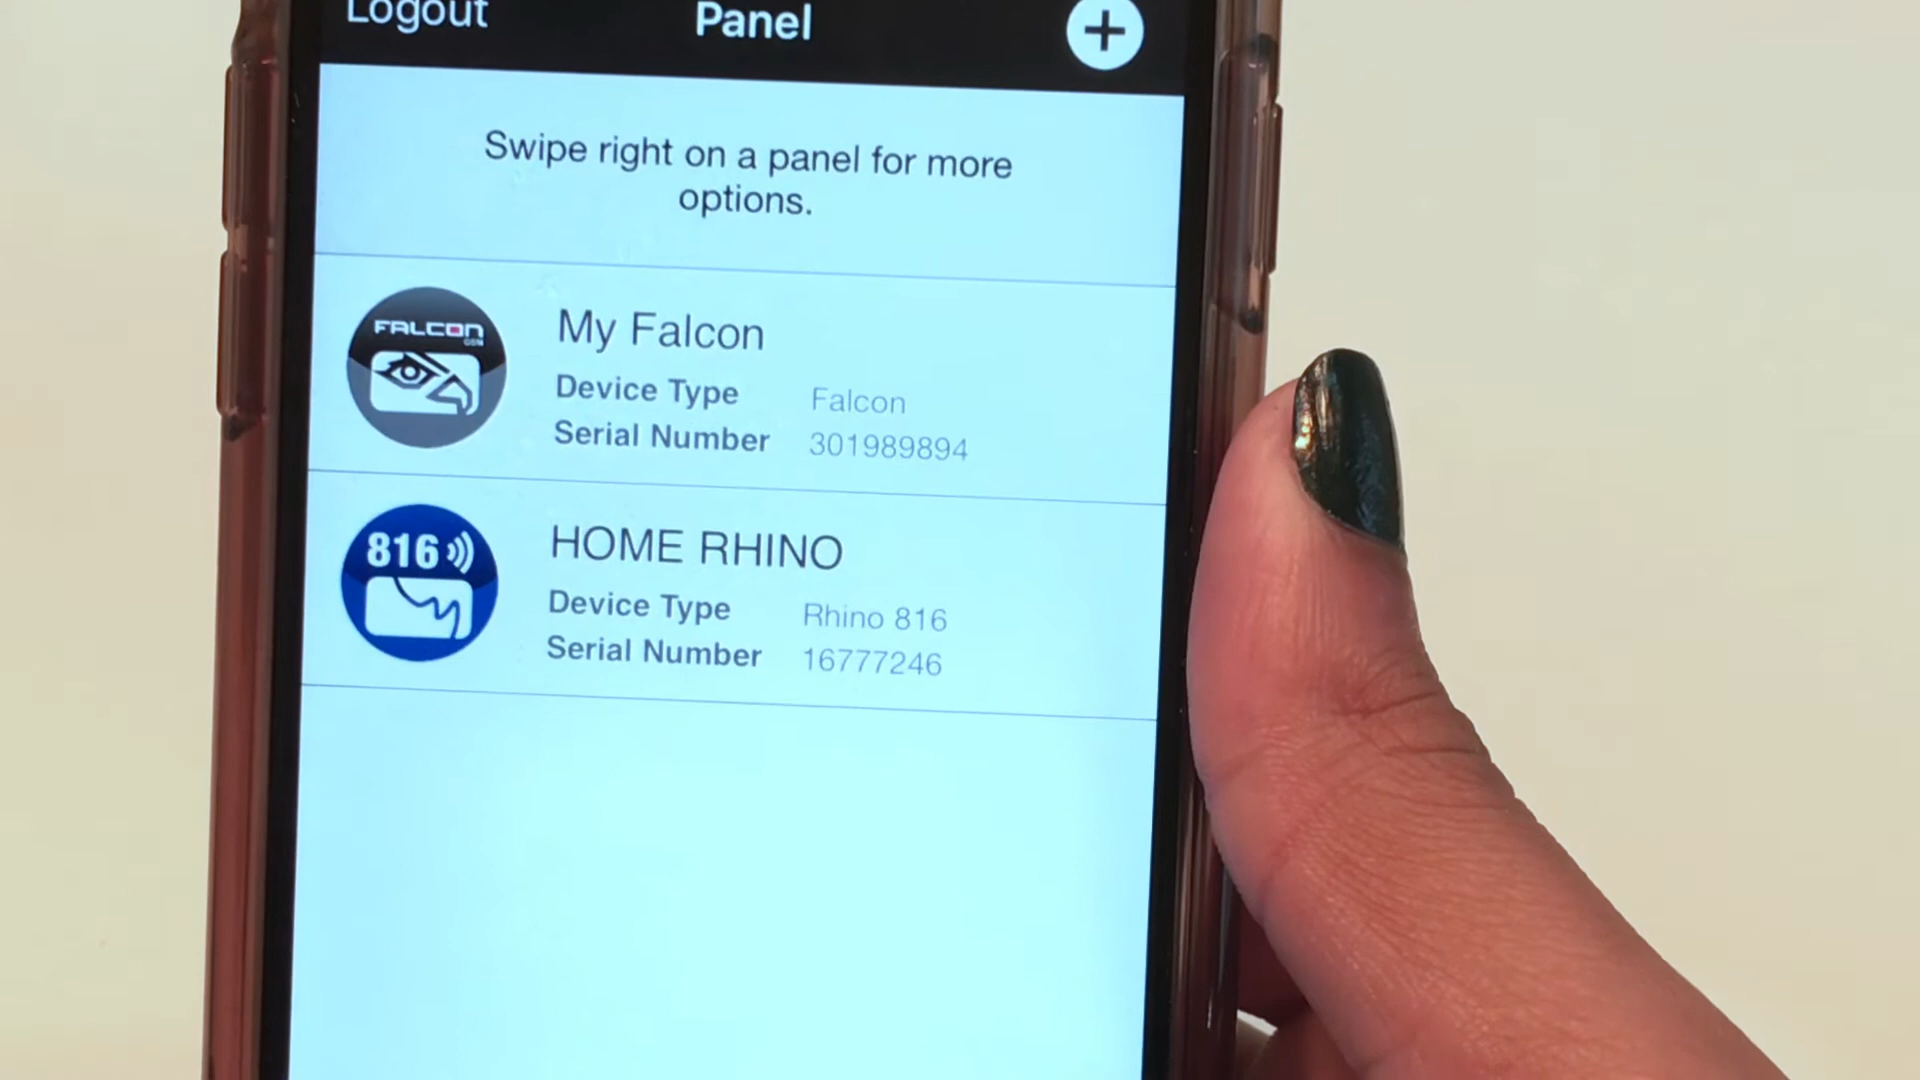 Logout
Panel
Swipe right on a panel for more
options.
FALCON
GSM
My Falcon
Device Type Falcon
Serial Number 301989894
816
HOME RHINO
Device Type Rhino 816
Serial Number 16777246